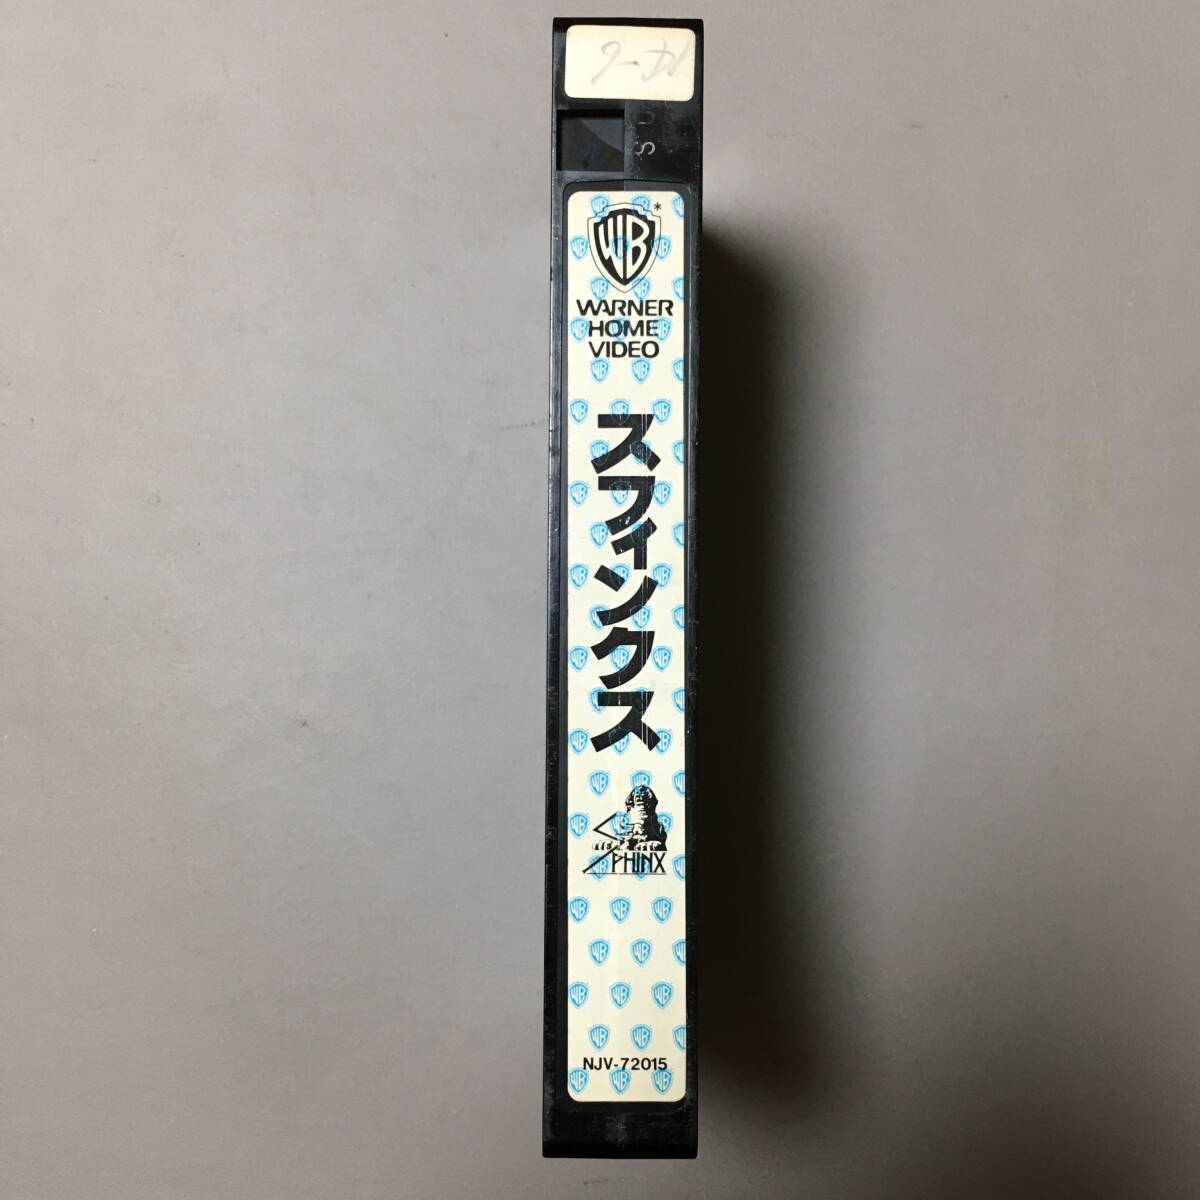 WB
WARNER
HOME
VIDEO
スフィンクス
SPHINX
NJV-72015